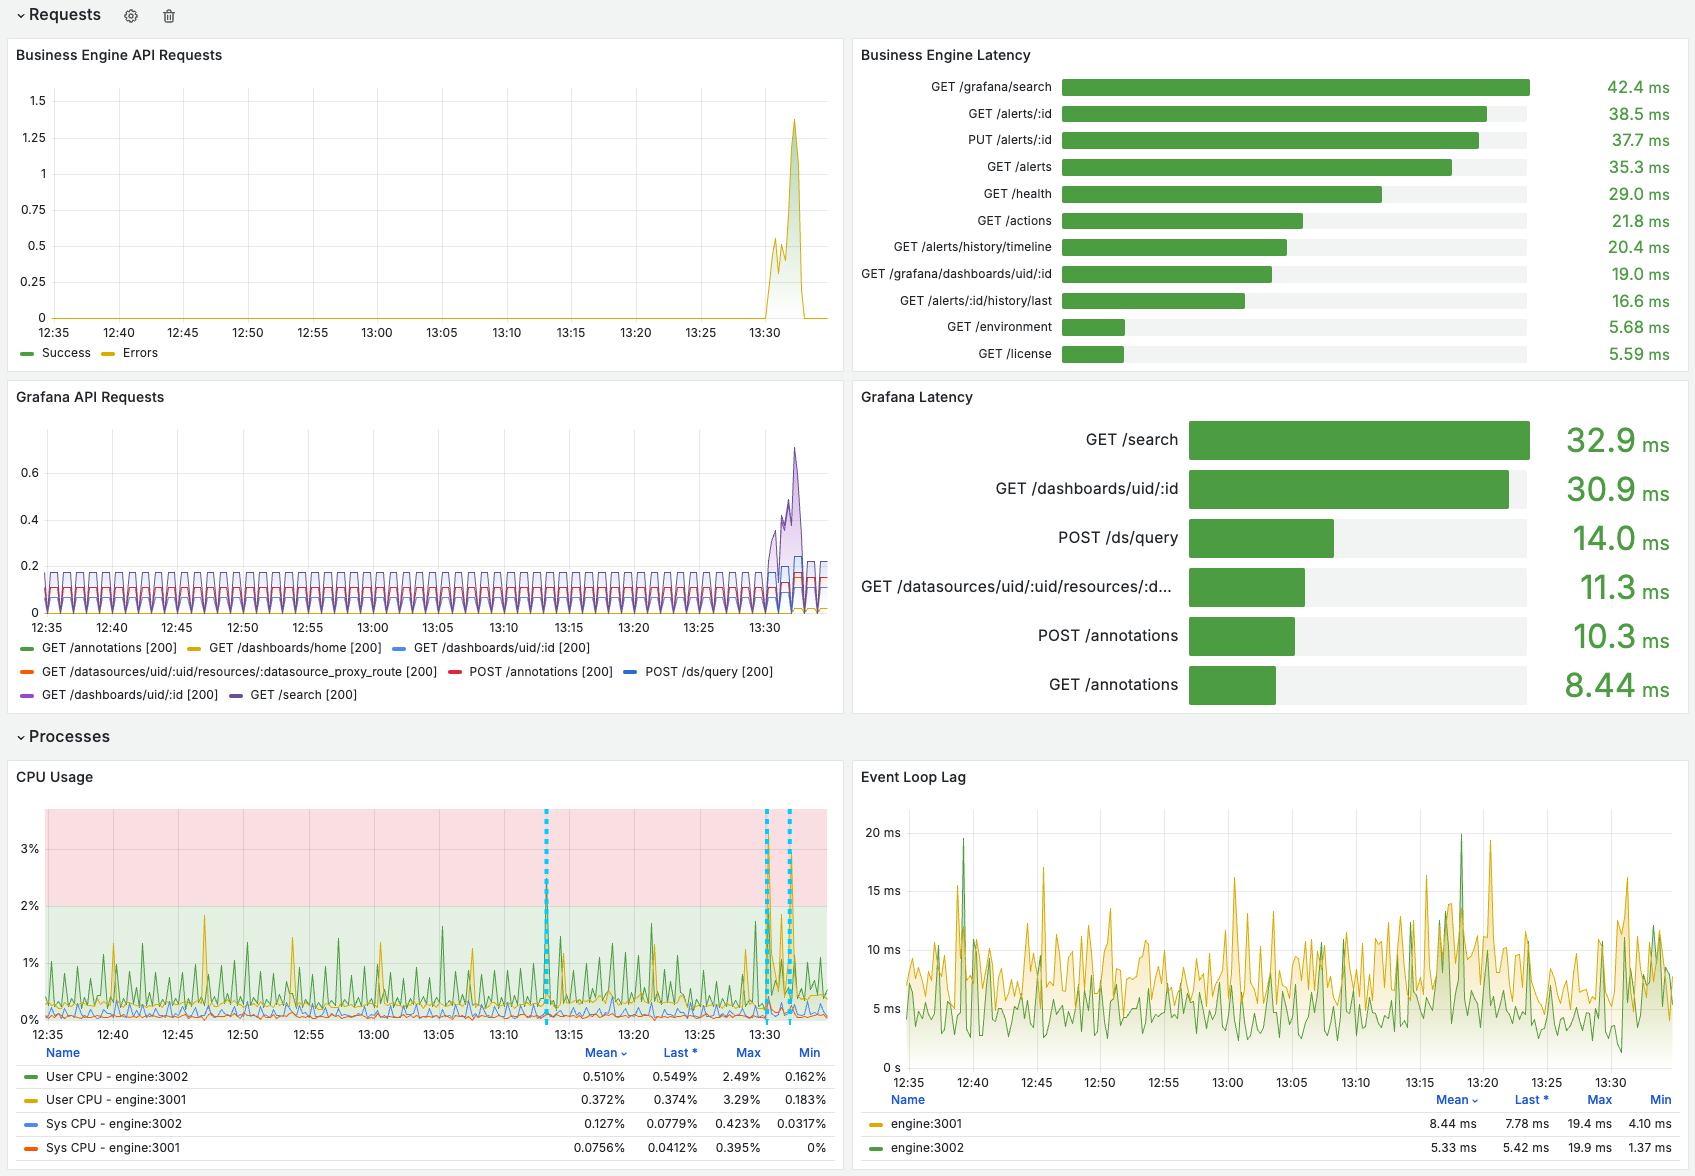 Requests
Business Engine API Requests
1.5
1.25
1
0.75
0.5
0.25
0
12:35 12:40 12:45 12:50 12:55 13:00 13:05 13:10 13:15 13:20 13:25 13:30
Success Errors
Business Engine Latency
GET /grafana/search 42.4 ms
GET /alerts/:id 38.5 ms
PUT /alerts/:id 37.7 ms
GET /alerts 35.3 ms
GET /health 29.0 ms
GET /actions 21.8 ms
GET /alerts/history/timeline 20.4 ms
GET /grafana/dashboards/uid/:id 19.0 ms
GET /alerts/:id/history/last 16.6 ms
GET /environment 5.68 ms
GET /license 5.59 ms
Grafana API Requests
0.6
0.4
0.2
0
12:35 12:40 12:45 12:50 12:55 13:00 13:05 13:10 13:15 13:20 13:25 13:30
GET /annotations [200] GET /dashboards/home [200] GET /dashboards/uid/:id [200]
GET /datasources/uid/:uid/resources/:datasource_proxy_route [200] POST /annotations [200] POST /ds/query [200]
GET /dashboards/uid/:id [200] GET /search [200]
Grafana Latency
GET /search 32.9 ms
GET /dashboards/uid/:id 30.9 ms
POST /ds/query 14.0 ms
GET /datasources/uid/:uid/resources/:d... 11.3 ms
POST /annotations 10.3 ms
GET /annotations 8.44 ms
Processes
CPU Usage
3%
2%
1%
0%
12:35 12:40 12:45 12:50 12:55 13:00 13:05 13:10 13:15 13:20 13:25 13:30
Name Mean Last * Max Min
User CPU - engine:3002 0.510% 0.549% 2.49% 0.162%
User CPU - engine:3001 0.372% 0.374% 3.29% 0.183%
Sys CPU - engine:3002 0.127% 0.0779% 0.423% 0.0317%
Sys CPU - engine:3001 0.0756% 0.0412% 0.395% 0%
Event Loop Lag
20 ms
15 ms
10 ms
5 ms
0 s
12:35 12:40 12:45 12:50 12:55 13:00 13:05 13:10 13:15 13:20 13:25 13:30
Name Mean Last * Max Min
engine:3001 8.44 ms 7.78 ms 19.4 ms 4.10 ms
engine:3002 5.33 ms 5.42 ms 19.9 ms 1.37 ms